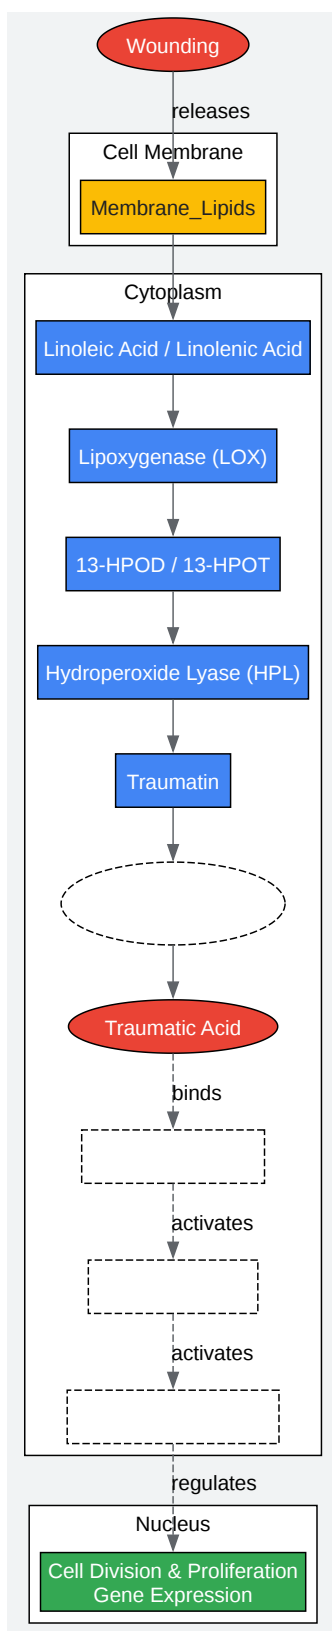 Wounding
releases
Cell Membrane
Membrane_Lipids
Cytoplasm
Linoleic Acid / Linolenic Acid
Lipoxygenase (LOX)
13-HPOD / 13-HPOT
Hydroperoxide Lyase (HPL)
Traumatin
Traumatic Acid
binds
activates
activates
regulates
Nucleus
Cell Division & Proliferation
Gene Expression